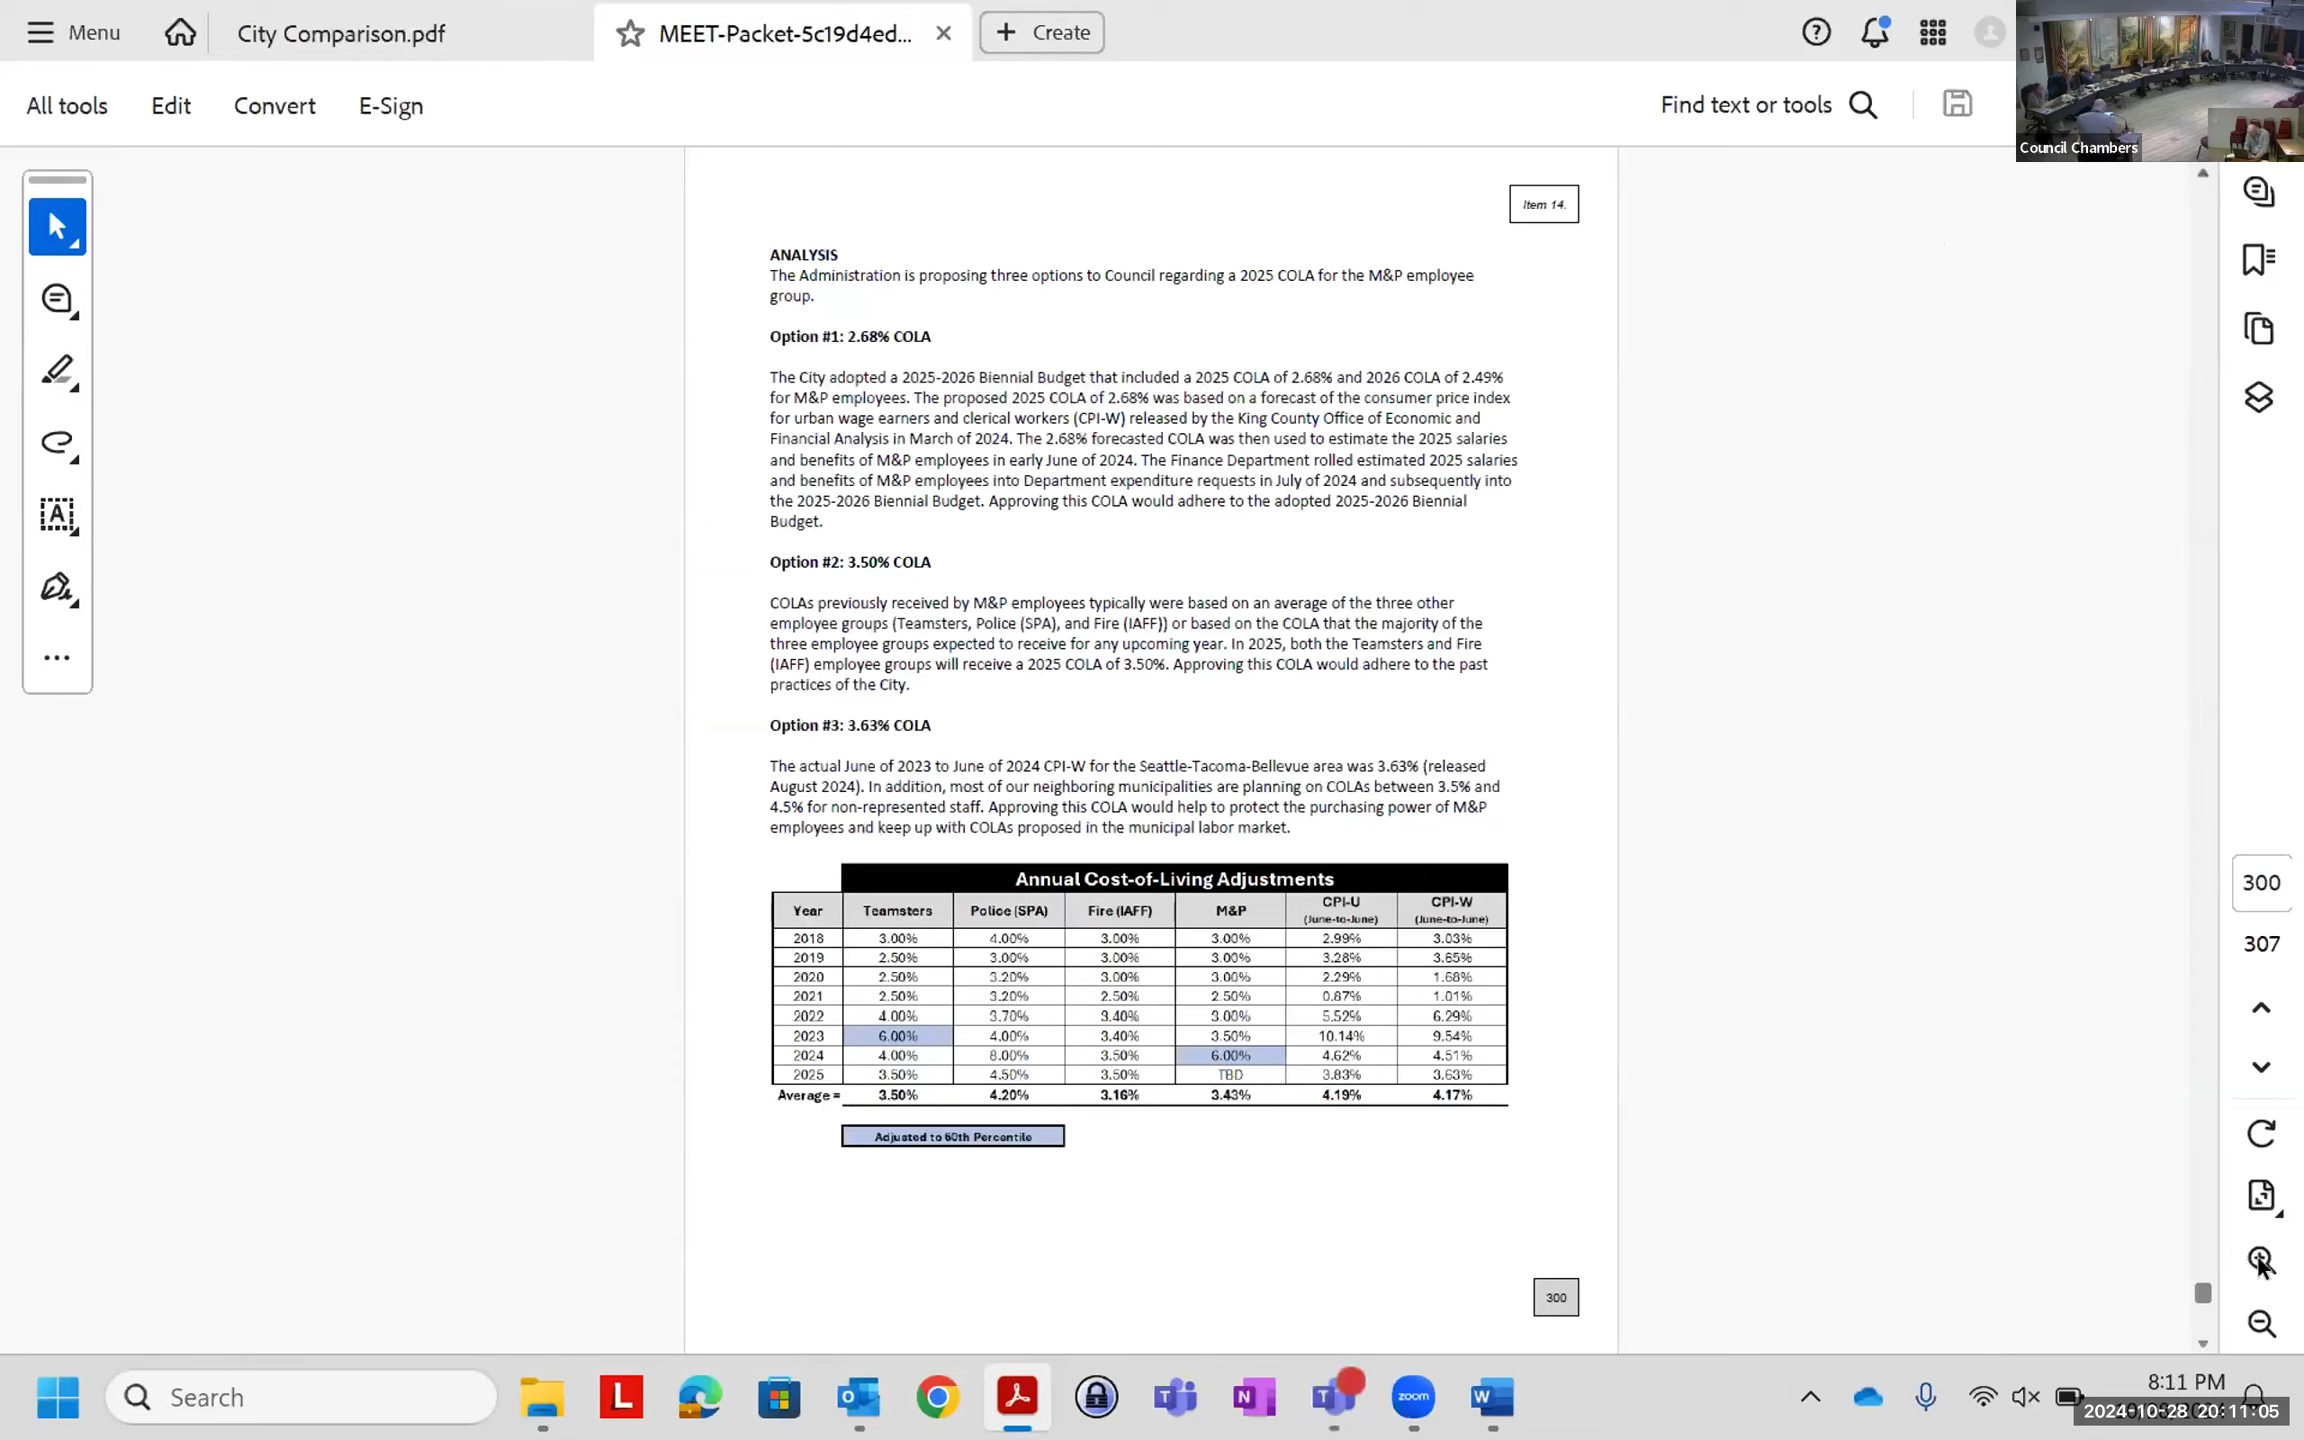 Menu
City Comparison.pdf
MEET-Packet-5c19d4ed...
Create
All tools
Edit
Convert
E-Sign
Find text or tools
Council Chambers
Item 14.
ANALYSIS
The Administration is proposing three options to Council regarding a 2025 COLA for the M&P employee
group.
Option #1: 2.68% COLA
The City adopted a 2025-2026 Biennial Budget that included a 2025 COLA of 2.68% and 2026 COLA of 2.49%
for M&P employees. The proposed 2025 COLA of 2.68% was based on a forecast of the consumer price index
for urban wage earners and clerical workers (CPI-W) released by the King County Office of Economic and
Financial Analysis in March of 2024. The 2.68% forecasted COLA was then used to estimate the 2025 salaries
and benefits of M&P employees in early June of 2024. The Finance Department rolled estimated 2025 salaries
and benefits of M&P employees into Department expenditure requests in July of 2024 and subsequently into
the 2025-2026 Biennial Budget. Approving this COLA would adhere to the adopted 2025-2026 Biennial
Budget.
Option #2: 3.50% COLA
COLAs previously received by M&P employees typically were based on an average of the three other
employee groups (Teamsters, Police (SPA), and Fire (IAFF)) or based on the COLA that the majority of the
three employee groups expected to receive for any upcoming year. In 2025, both the Teamsters and Fire
(IAFF) employee groups will receive a 2025 COLA of 3.50%. Approving this COLA would adhere to the past
practices of the City.
Option #3: 3.63% COLA
The actual June of 2023 to June of 2024 CPI-W for the Seattle-Tacoma-Bellevue area was 3.63% (released
August 2024). In addition, most of our neighboring municipalities are planning on COLAs between 3.5% and
4.5% for non-represented staff. Approving this COLA would help to protect the purchasing power of M&P
employees and keep up with COLAs proposed in the municipal labor market.
Annual Cost-of-Living Adjustments
Year Teamsters Police (SPA) Fire (IAFF) M&P CPI-U (June-to-June) CPI-W (June-to-June)
2018 3.00% 4.00% 3.00% 3.00% 2.99% 3.03%
2019 2.50% 3.00% 3.00% 3.00% 3.28% 3.65%
2020 2.50% 3.20% 3.00% 3.00% 2.29% 1.68%
2021 2.50% 3.20% 2.50% 2.50% 0.87% 1.01%
2022 4.00% 3.70% 3.40% 3.00% 5.52% 6.29%
2023 6.00% 4.00% 3.40% 3.50% 10.14% 9.54%
2024 4.00% 8.00% 3.50% 6.00% 4.62% 4.51%
2025 3.50% 4.50% 3.50% TBD 3.83% 3.63%
Average = 3.50% 4.20% 3.16% 3.43% 4.19% 4.17%
Adjusted to 60th Percentile
300
300
307
Search
zoom
8:11 PM
2024-10-28 20:11:05